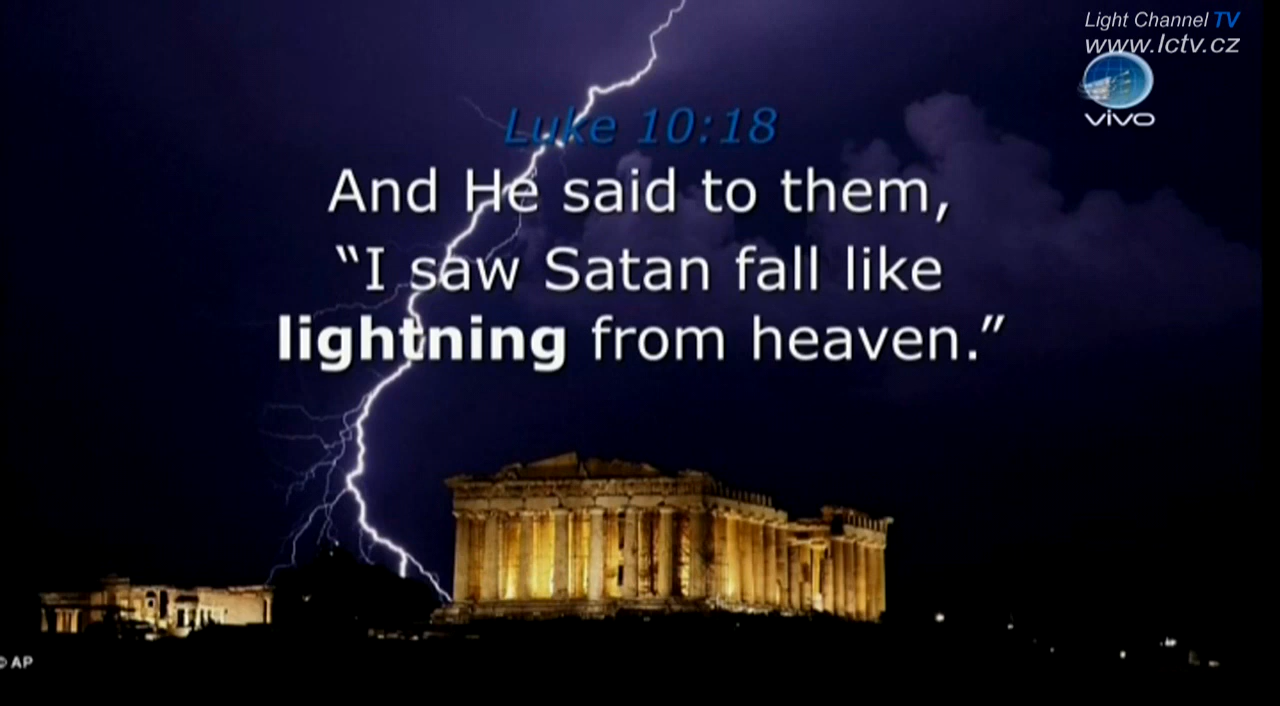 Light Channel TV
www.lctv.cz
vivo
Luke 10:18
And He said to them,
“I saw Satan fall like
lightning from heaven.”
© AP